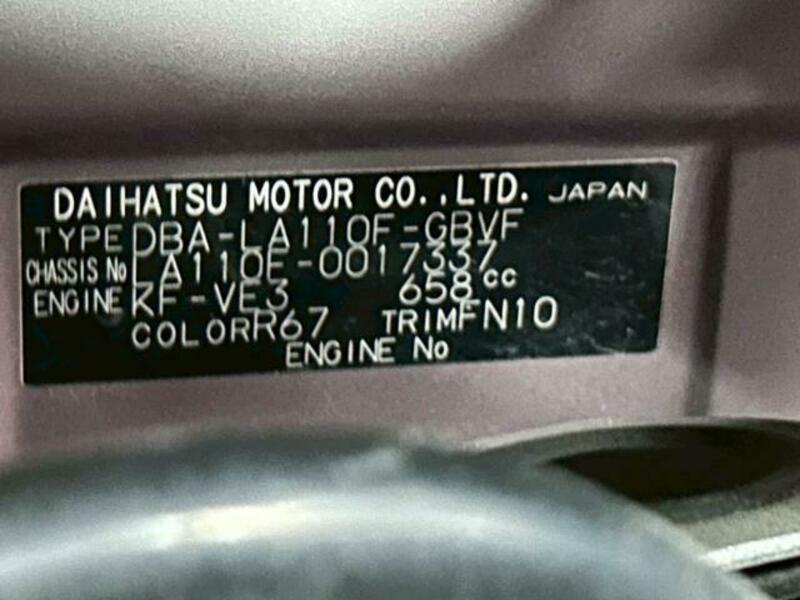 DAIHATSU MOTOR CO.,LTD. JAPAN
TYPE DBA-LA110F-GBVF
CHASSIS No LA110F-0017337
ENGINE KF-VE3 658cc
COLOR R67 TRIM FN10
ENGINE No